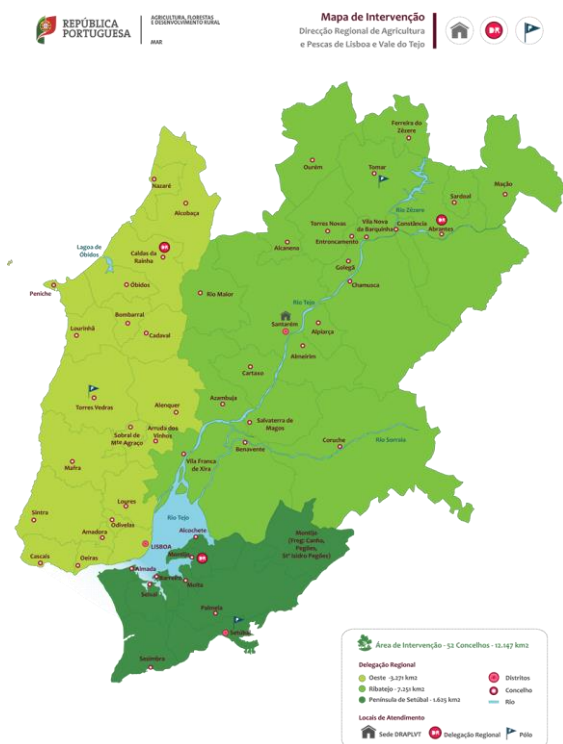 REPÚBLICA
PORTUGUESA
AGRICULTURA, FLORESTAS
E DESENVOLVIMENTO RURAL
MAR
Mapa de Intervenção
Direcção Regional de Agricultura
e Pescas de Lisboa e Vale do Tejo
DR
P
Ferreira do
Zêzere
Ourém
Tomar
P
Nazaré
Sardoal
Mação
Alcobaça
Rio Zêzere
DR
Torres Novas
Vila Nova
da Barquinha
Constância
Abrantes
Lagoa de
Óbidos
DR
Caldas da
Rainha
Alcanena
Entroncamento
Golegã
Chamusca
Peniche
Óbidos
Rio Maior
Rio Tejo
Bombarral
Santarém
Alpiarça
Lourinhã
Cadaval
Almeirim
Cartaxo
P
Torres Vedras
Alenquer
Azambuja
Sobral de
Mte Agraço
Arruda dos
Vinhos
Salvaterra de
Magos
Coruche
Rio Sorraia
Benavente
Mafra
Vila Franca
de Xira
Loures
Sintra
Odivelas
Rio Tejo
Amadora
Alcochete
LISBOA
Montijo
(Freg: Canha,
Pegões,
Stº Isidro Pegões)
Cascais
Oeiras
Montijo
DR
Almada
Barreiro
Moita
Seixal
Palmela
P
Setúbal
Sesimbra
Área de Intervenção - 52 Concelhos - 12.147 km2
Delegação Regional
Oeste -3.271 km2
Ribatejo - 7.251 km2
Península de Setúbal - 1.625 km2
Distritos
Concelho
Rio
Locais de Atendimento
Sede DRAPLVT
DR
Delegação Regional
P
Pólo